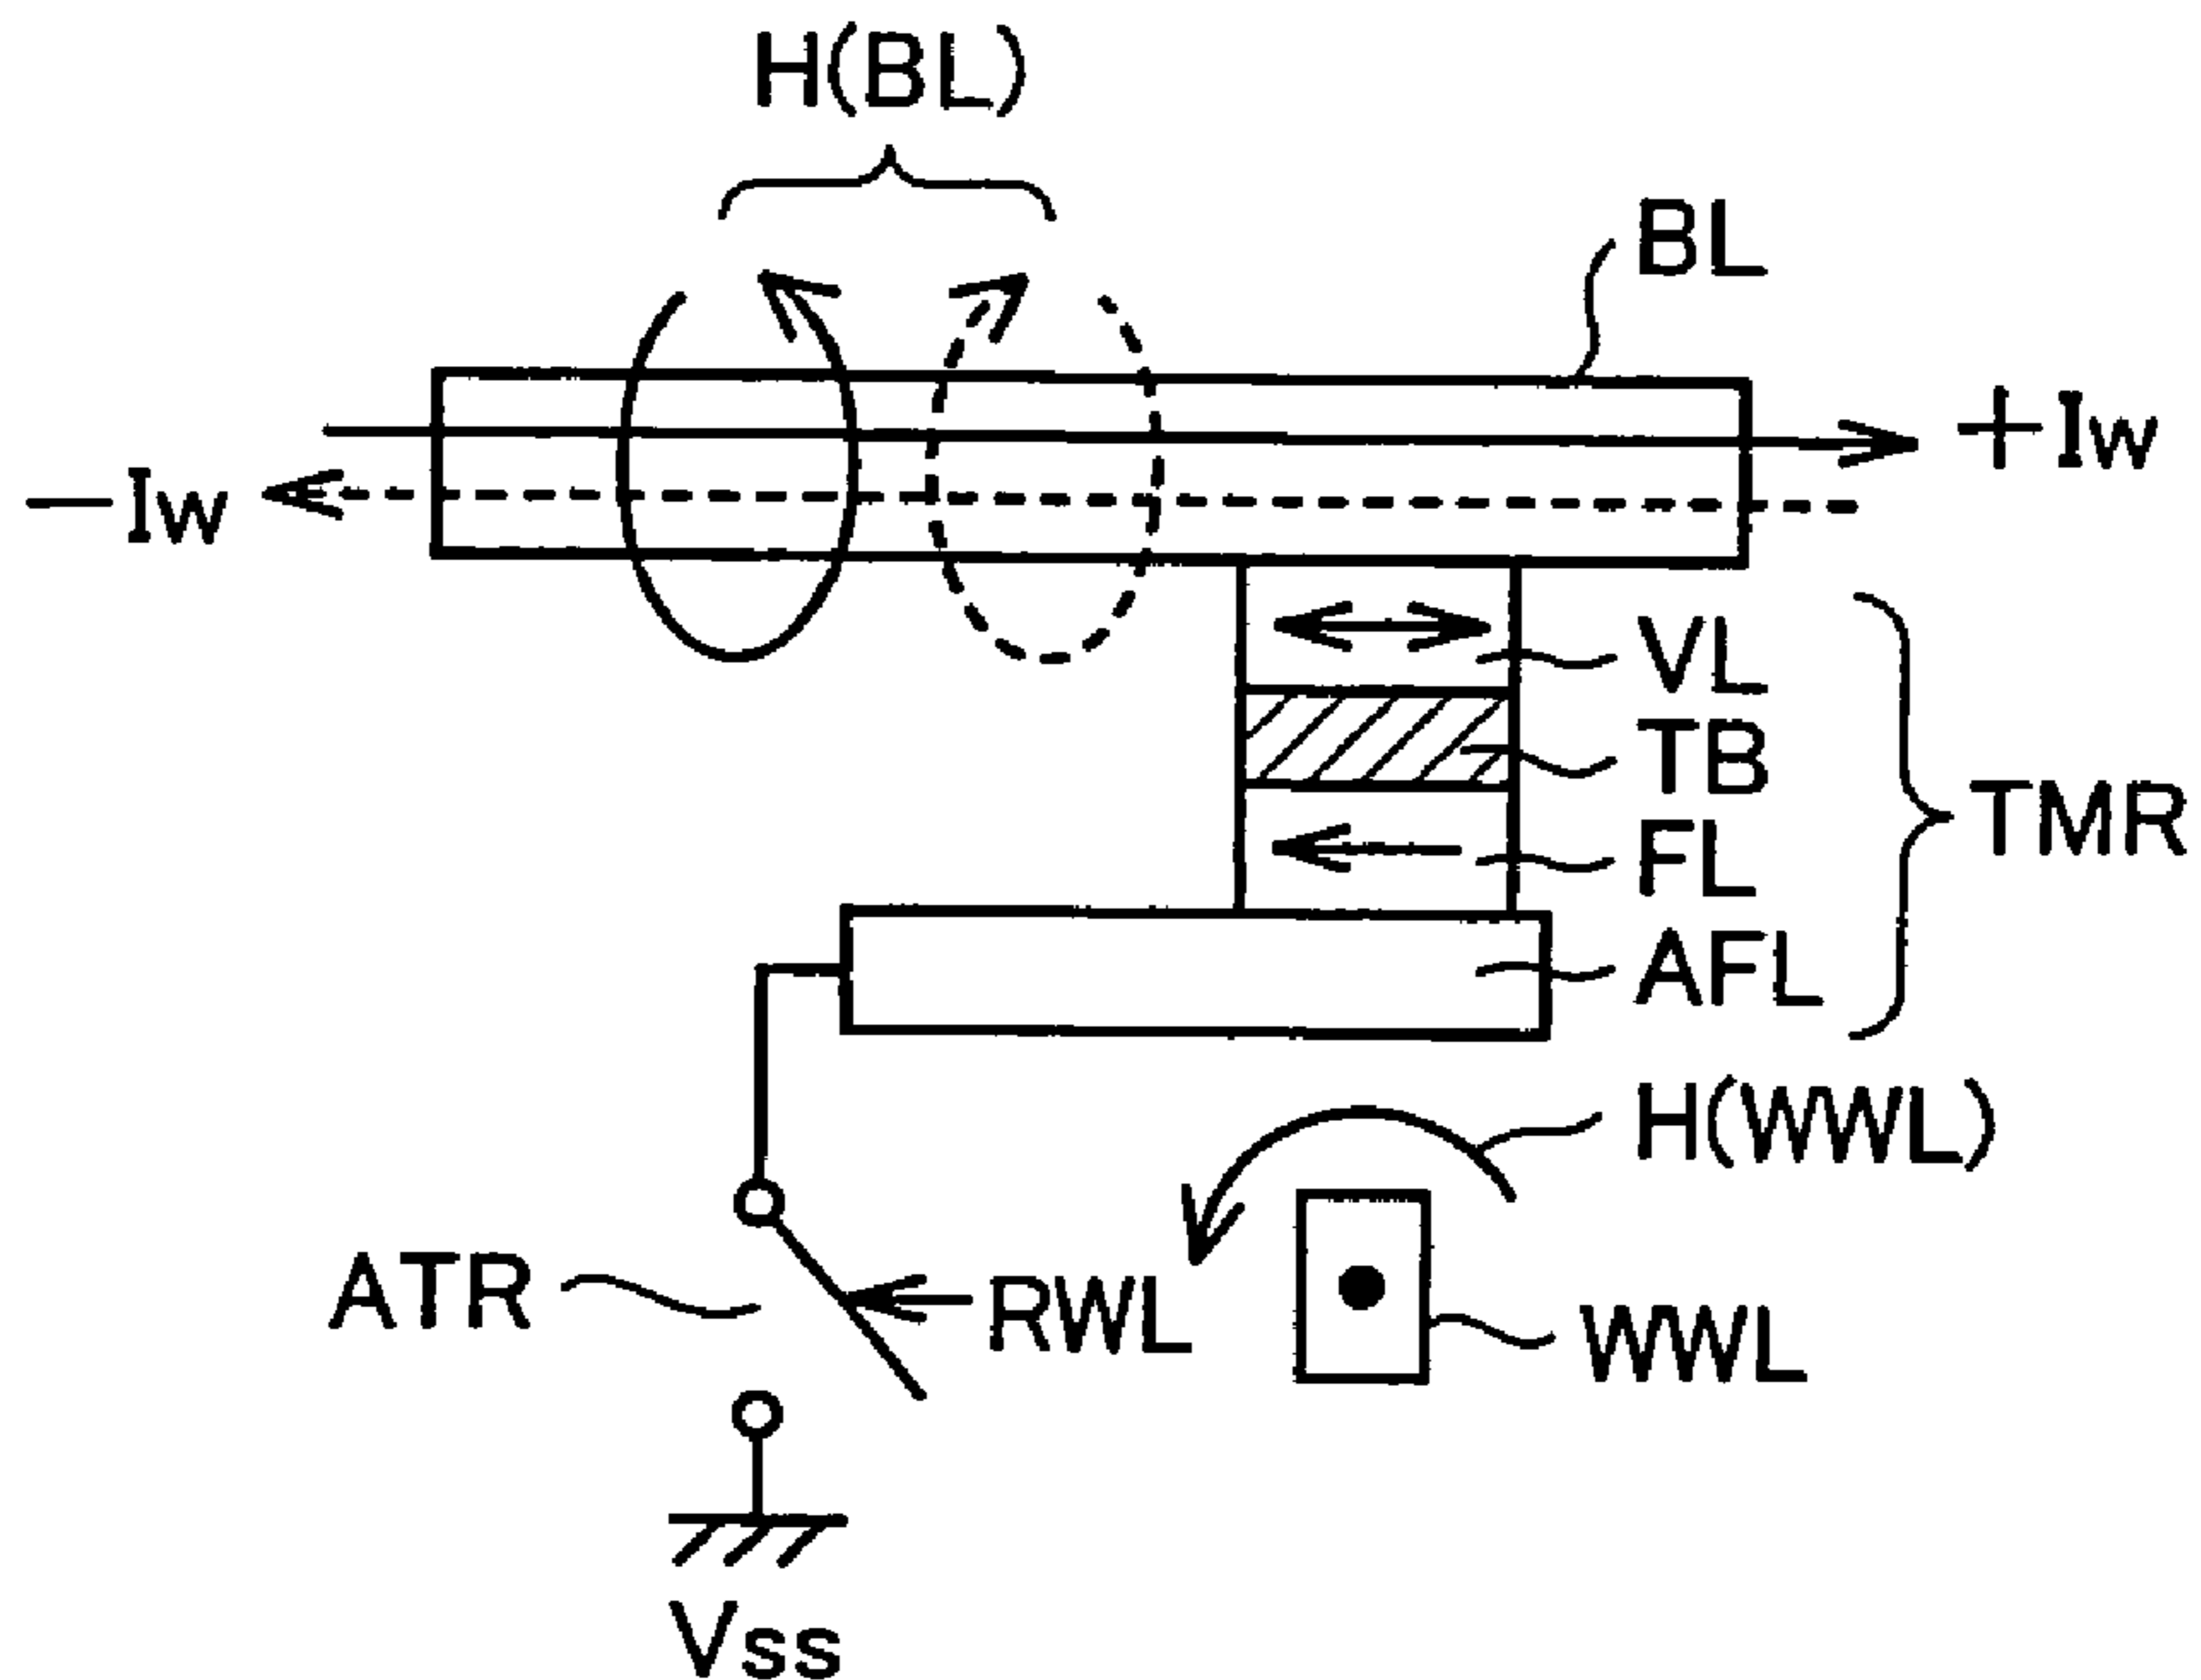 H(BL)
BL
+Iw
−Iw
VL
TB
TMR
FL
AFL
H(WWL)
ATR
RWL
WWL
Vss